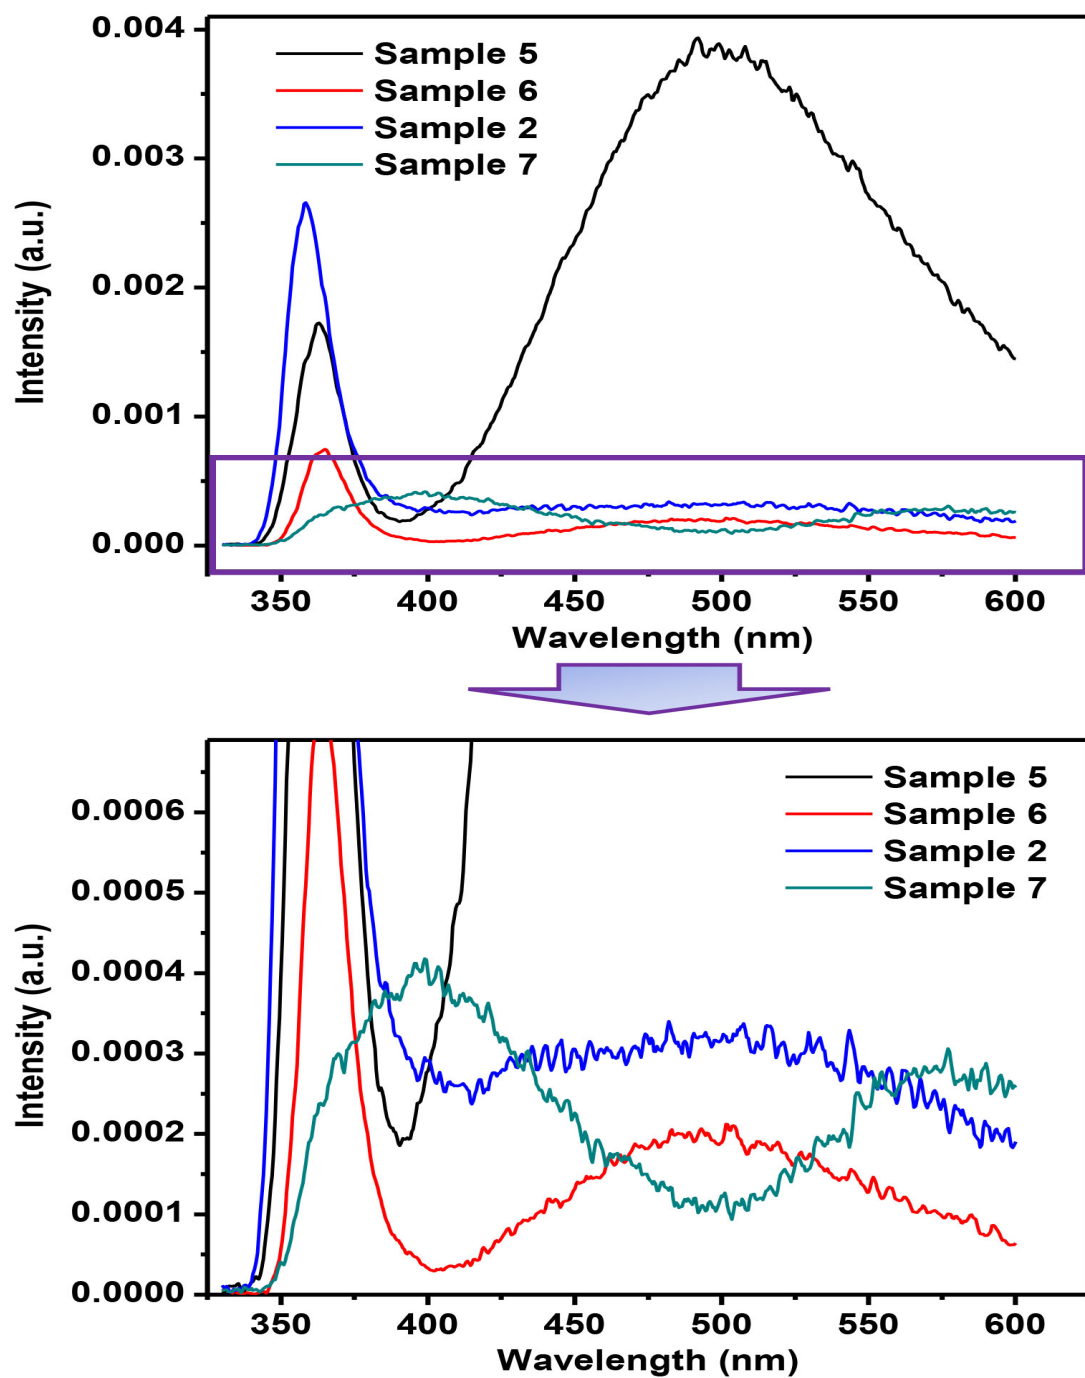 0.004
0.003
0.002
0.001
0.000
Intensity (a.u.)
Sample 5
Sample 6
Sample 2
Sample 7
350 400 450 500 550 600
Wavelength (nm)
0.0006
0.0005
0.0004
0.0003
0.0002
0.0001
0.0000
Intensity (a.u.)
Sample 5
Sample 6
Sample 2
Sample 7
350 400 450 500 550 600
Wavelength (nm)